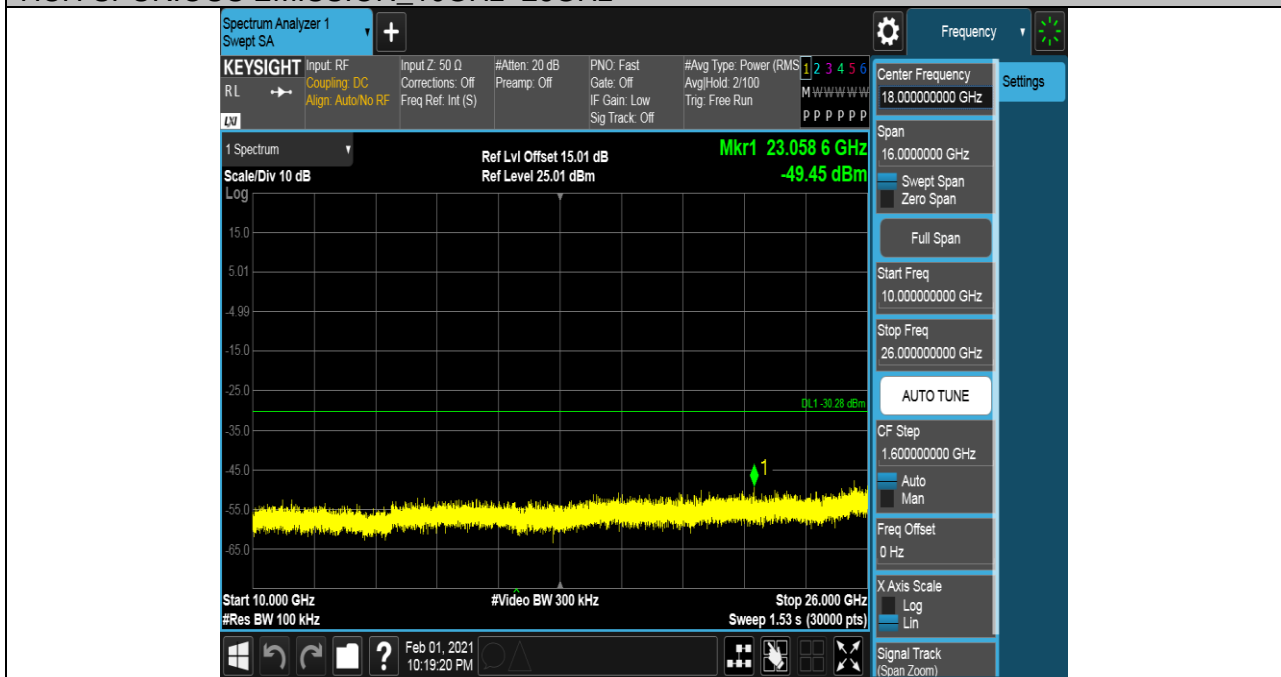 Spectrum Analyzer 1
Swept SA
Frequency
KEYSIGHT
RL
LXI
Input: RF
Coupling: DC
Align: Auto/No RF
Input Z: 50 Ω
Corrections: Off
Freq Ref: Int (S)
#Atten: 20 dB
Preamp: Off
PNO: Fast
Gate: Off
IF Gain: Low
Sig Track: Off
#Avg Type: Power (RMS
Avg|Hold: 2/100
Trig: Free Run
1 2 3 4 5 6
M W W W W W
P P P P P P
1 Spectrum
Scale/Div 10 dB
Log
Ref Lvl Offset 15.01 dB
Ref Level 25.01 dBm
Mkr1 23.058 6 GHz
-49.45 dBm
15.0
5.01
-4.99
-15.0
-25.0
DL1 -30.28 dBm
-35.0
-45.0
1
-55.0
-65.0
Start 10.000 GHz
#Res BW 100 kHz
#Video BW 300 kHz
Stop 26.000 GHz
Sweep 1.53 s (30000 pts)
Feb 01, 2021
10:19:20 PM
Center Frequency
18.000000000 GHz
Settings
Span
16.0000000 GHz
Swept Span
Zero Span
Full Span
Start Freq
10.000000000 GHz
Stop Freq
26.000000000 GHz
AUTO TUNE
CF Step
1.600000000 GHz
Auto
Man
Freq Offset
0 Hz
X Axis Scale
Log
Lin
Signal Track
(Span Zoom)